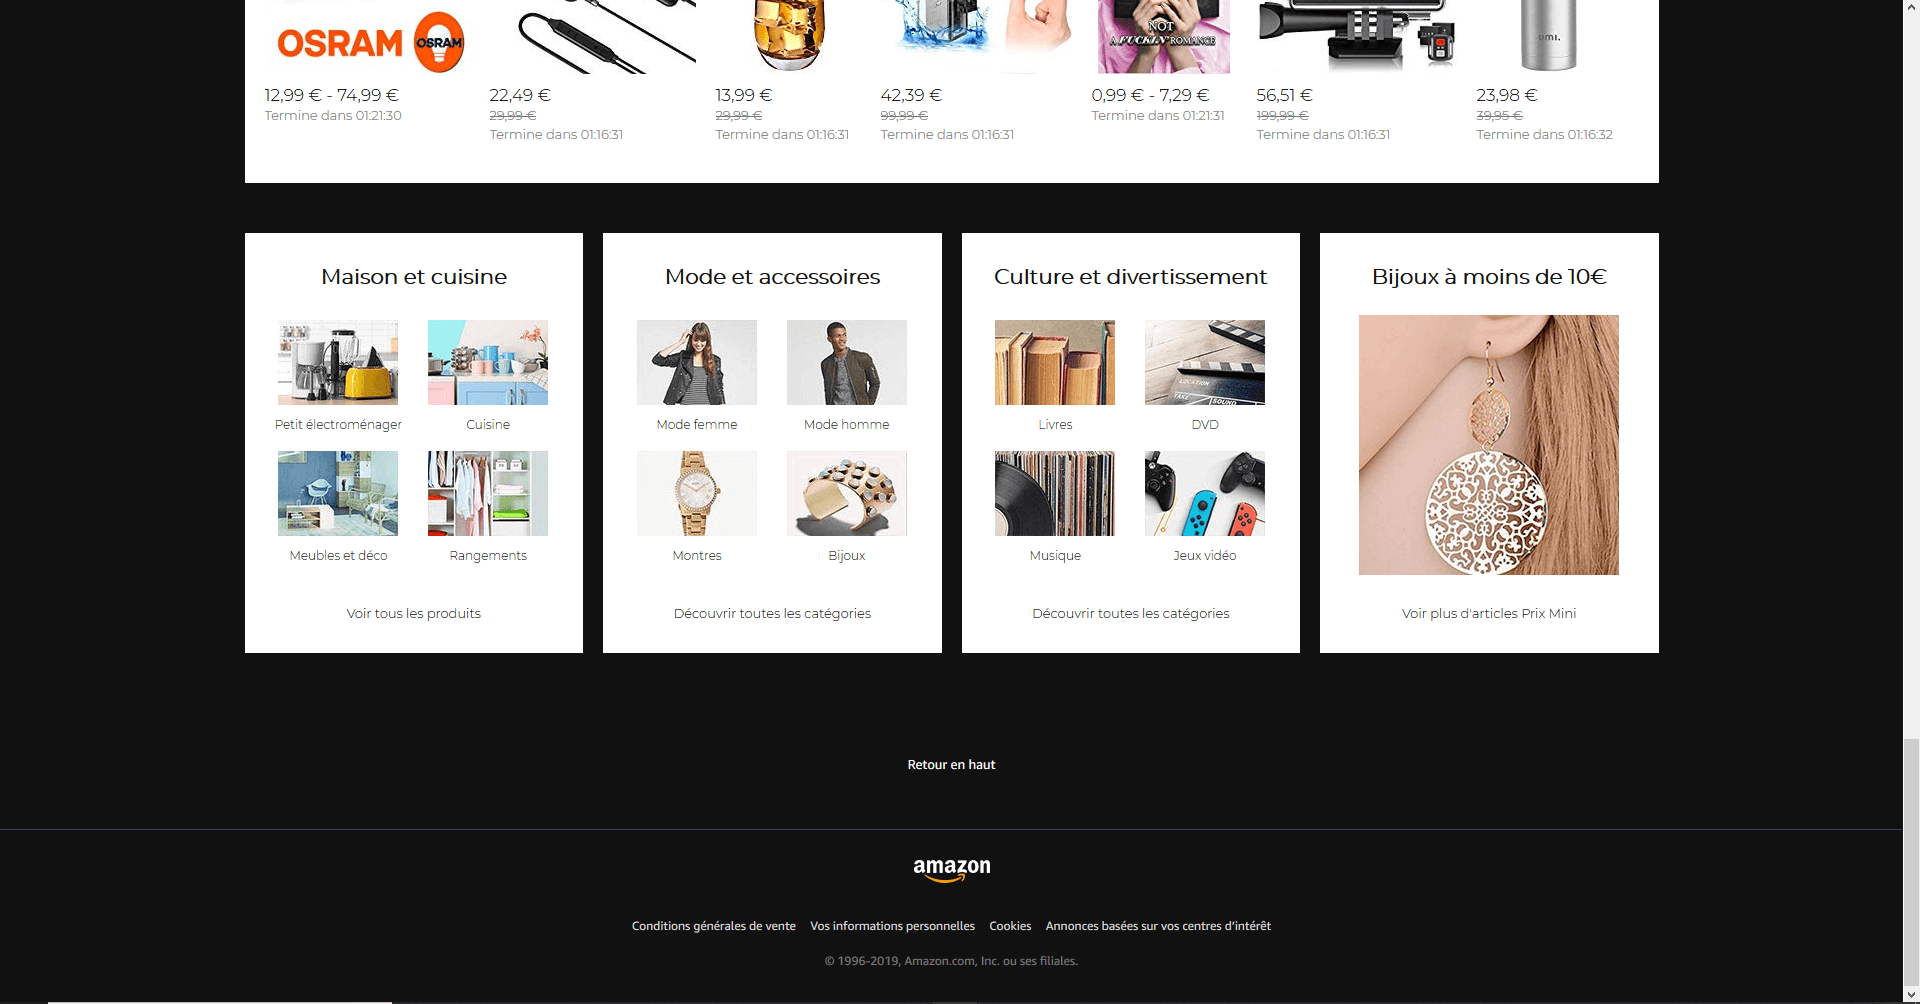 OSRAM OSRAM
NOT
A FUCKIN' ROMANCE
umi.
12,99 € - 74,99 €
Termine dans 01:21:30
22,49 €
29,99 €
Termine dans 01:16:31
13,99 €
29,99 €
Termine dans 01:16:31
42,39 €
99,99 €
Termine dans 01:16:31
0,99 € - 7,29 €
Termine dans 01:21:31
56,51 €
199,99 €
Termine dans 01:16:31
23,98 €
39,95 €
Termine dans 01:16:32
Maison et cuisine
Petit électroménager
Cuisine
Meubles et déco
Rangements
Voir tous les produits
Mode et accessoires
Mode femme
Mode homme
Montres
Bijoux
Découvrir toutes les catégories
Culture et divertissement
LOCATION
TAKE SOUND
Livres
DVD
Musique
Jeux vidéo
Découvrir toutes les catégories
Bijoux à moins de 10€
Voir plus d'articles Prix Mini
Retour en haut
amazon
Conditions générales de vente Vos informations personnelles Cookies Annonces basées sur vos centres d'intérêt
© 1996-2019, Amazon.com, Inc. ou ses filiales.